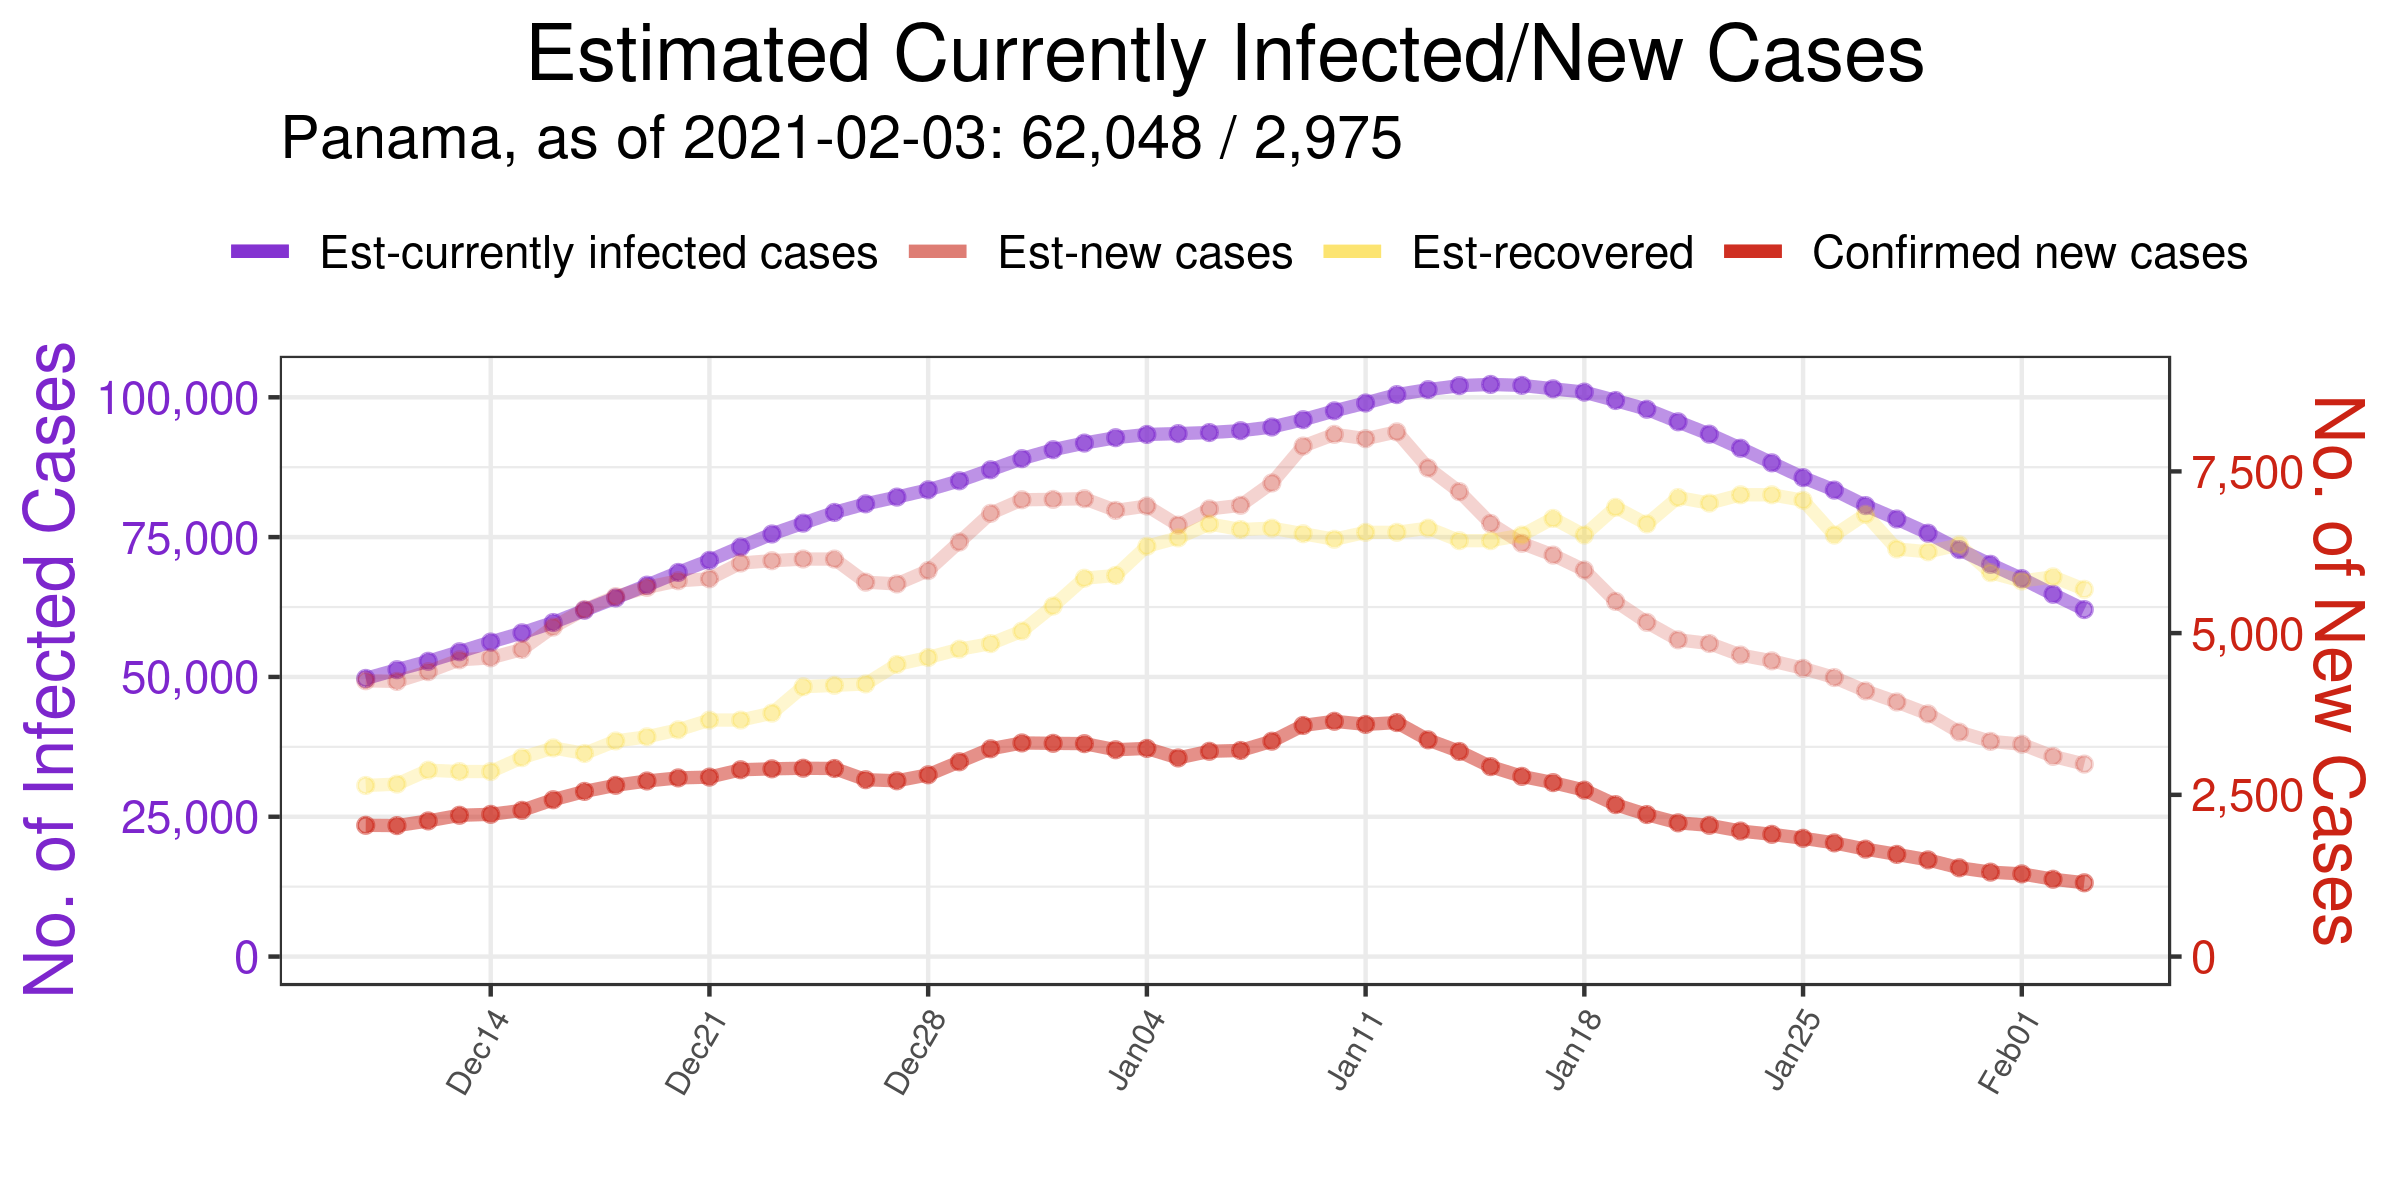 Estimated Currently Infected/New Cases
Panama, as of 2021-02-03: 62,048 / 2,975
Est-currently infected cases Est-new cases Est-recovered Confirmed new cases
No. of Infected Cases
100,000
75,000
50,000
25,000
0
7,500
5,000
2,500
0
No. of New Cases
Dec14 Dec21 Dec28 Jan04 Jan11 Jan18 Jan25 Feb01